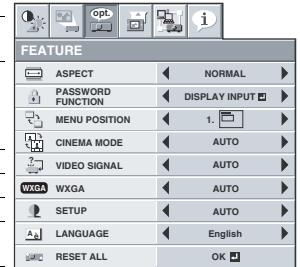 opt.
i
FEATURE
ASPECT NORMAL
PASSWORD
FUNCTION DISPLAY INPUT
MENU POSITION 1.
CINEMA MODE AUTO
VIDEO SIGNAL AUTO
WXGA WXGA AUTO
SETUP AUTO
LANGUAGE English
RESET ALL OK